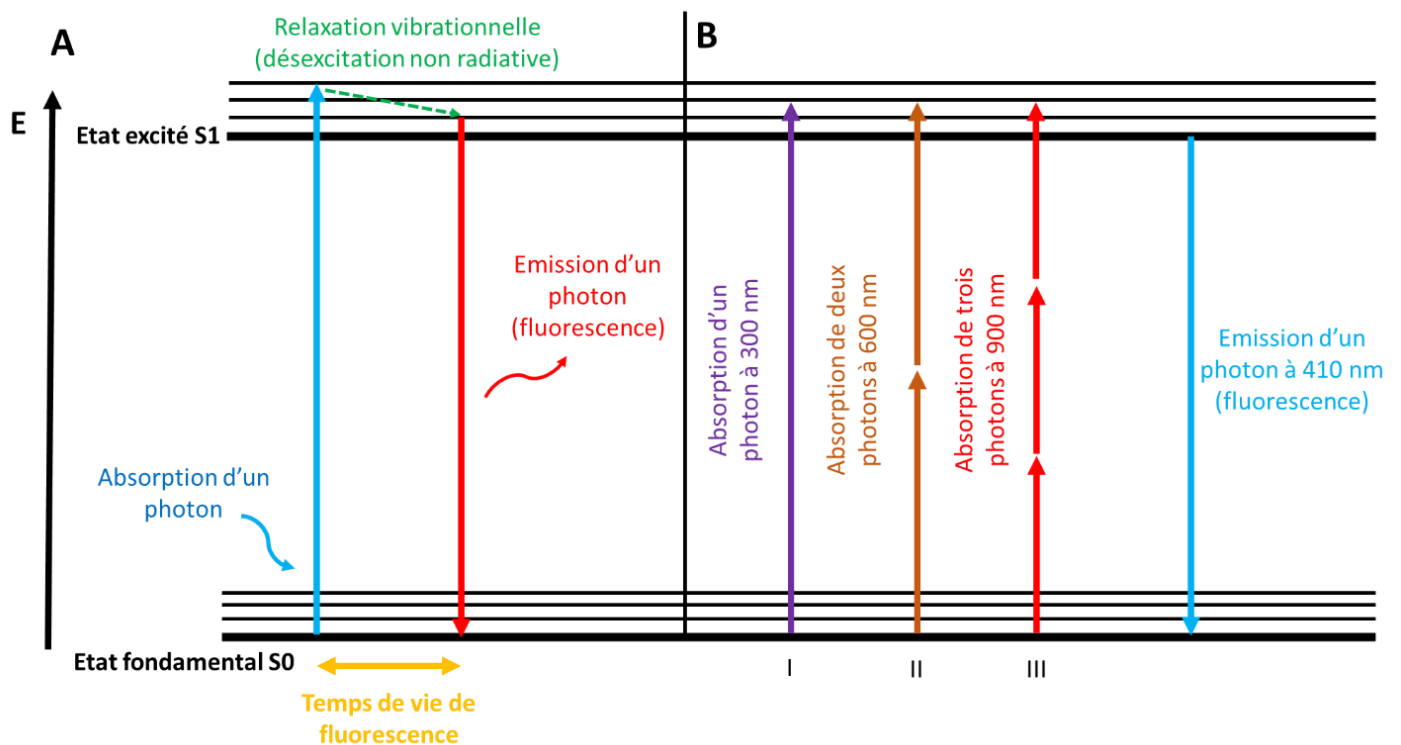 A
Relaxation vibrationnelle
(désexcitation non radiative)
E
Etat excité S1
Emission d'un
photon
(fluorescence)
Absorption d'un
photon
Etat fondamental S0
Temps de vie de
fluorescence
B
Absorption d'un
photon à 300 nm
Absorption de deux
photons à 600 nm
Absorption de trois
photons à 900 nm
Emission d'un
photon à 410 nm
(fluorescence)
I
II
III